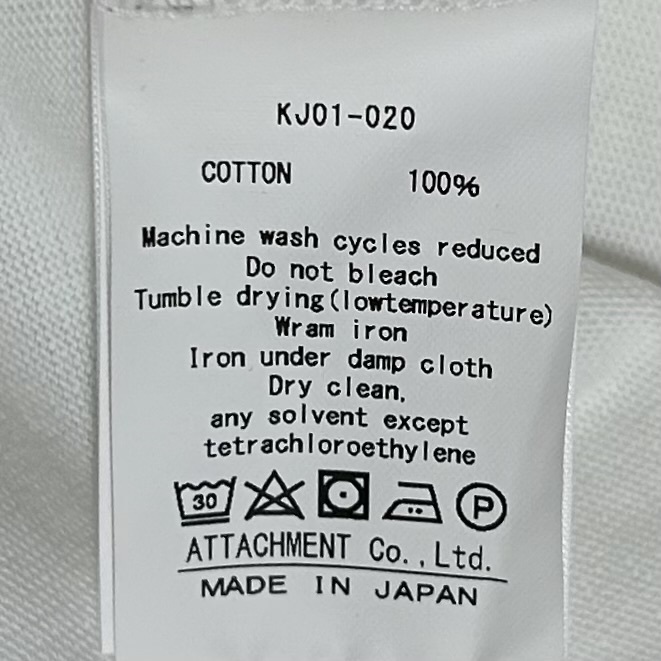 KJ01-020
COTTON 100%
Machine wash cycles reduced
Do not bleach
Tumble drying(lowtemperature)
Wram iron
Iron under damp cloth
Dry clean,
any solvent except
tetrachloroethylene
30 P
ATTACHMENT Co.,Ltd.
MADE IN JAPAN